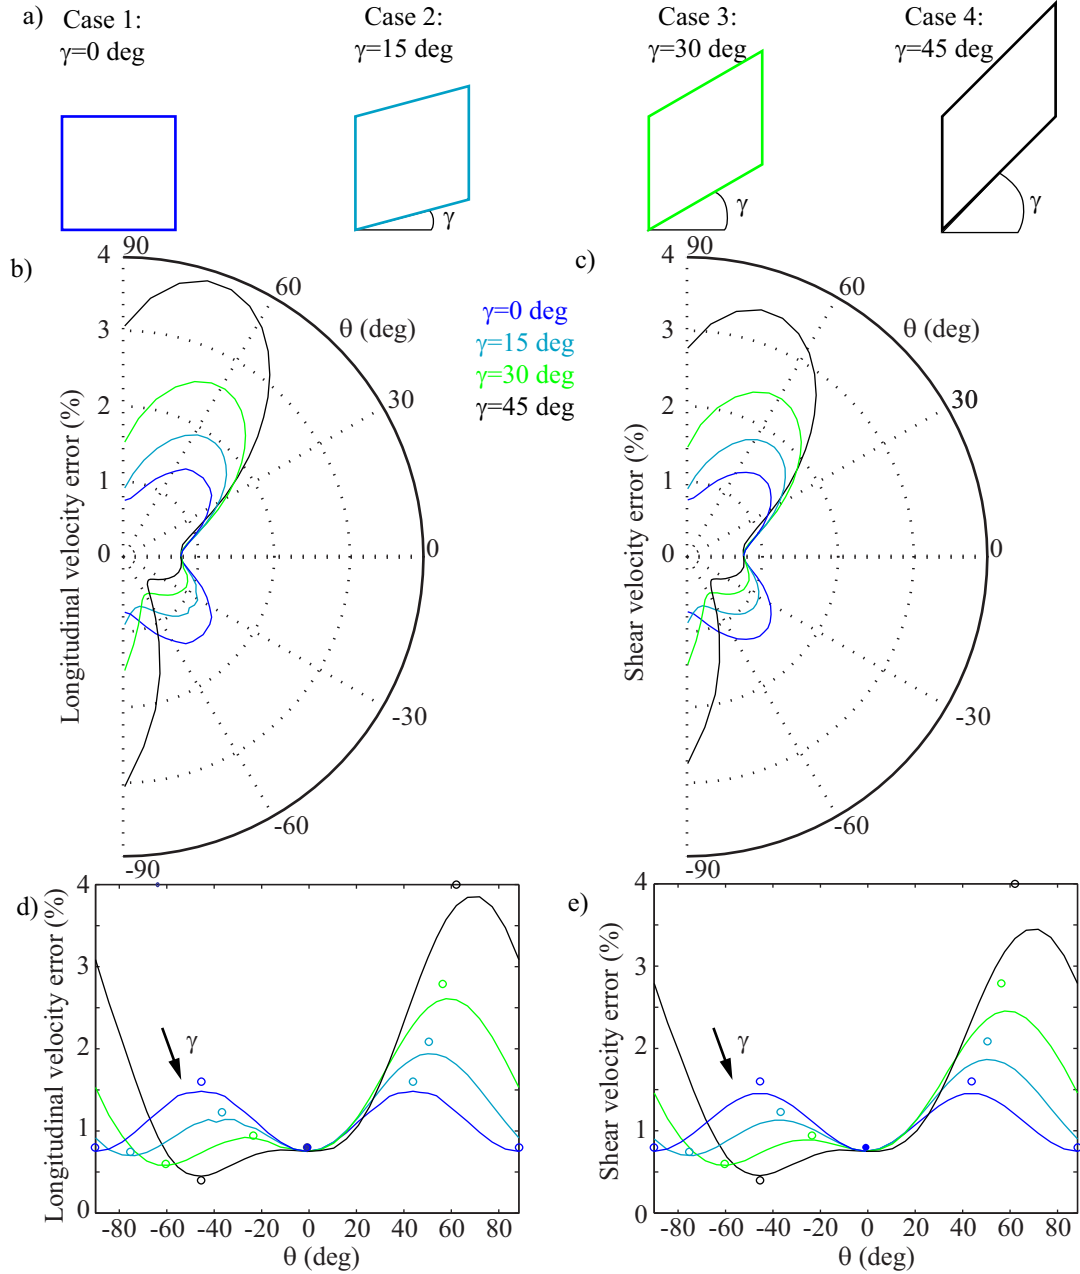 a)
Case 1:
γ=0 deg
Case 2:
γ=15 deg
Case 3:
γ=30 deg
Case 4:
γ=45 deg
γ
γ
γ
b)
4
90
60
θ (deg)
3
30
2
1
0
0
-30
-60
-90
Longitudinal velocity error (%)
γ=0 deg
γ=15 deg
γ=30 deg
γ=45 deg
c)
4
90
60
θ (deg)
3
30
2
1
0
0
-30
-60
-90
Shear velocity error (%)
d)
Longitudinal velocity error (%)
4
3
2
1
0
γ
-80 -60 -40 -20 0 20 40 60 80
θ (deg)
e)
Shear velocity error (%)
4
3
2
1
0
γ
-80 -60 -40 -20 0 20 40 60 80
θ (deg)